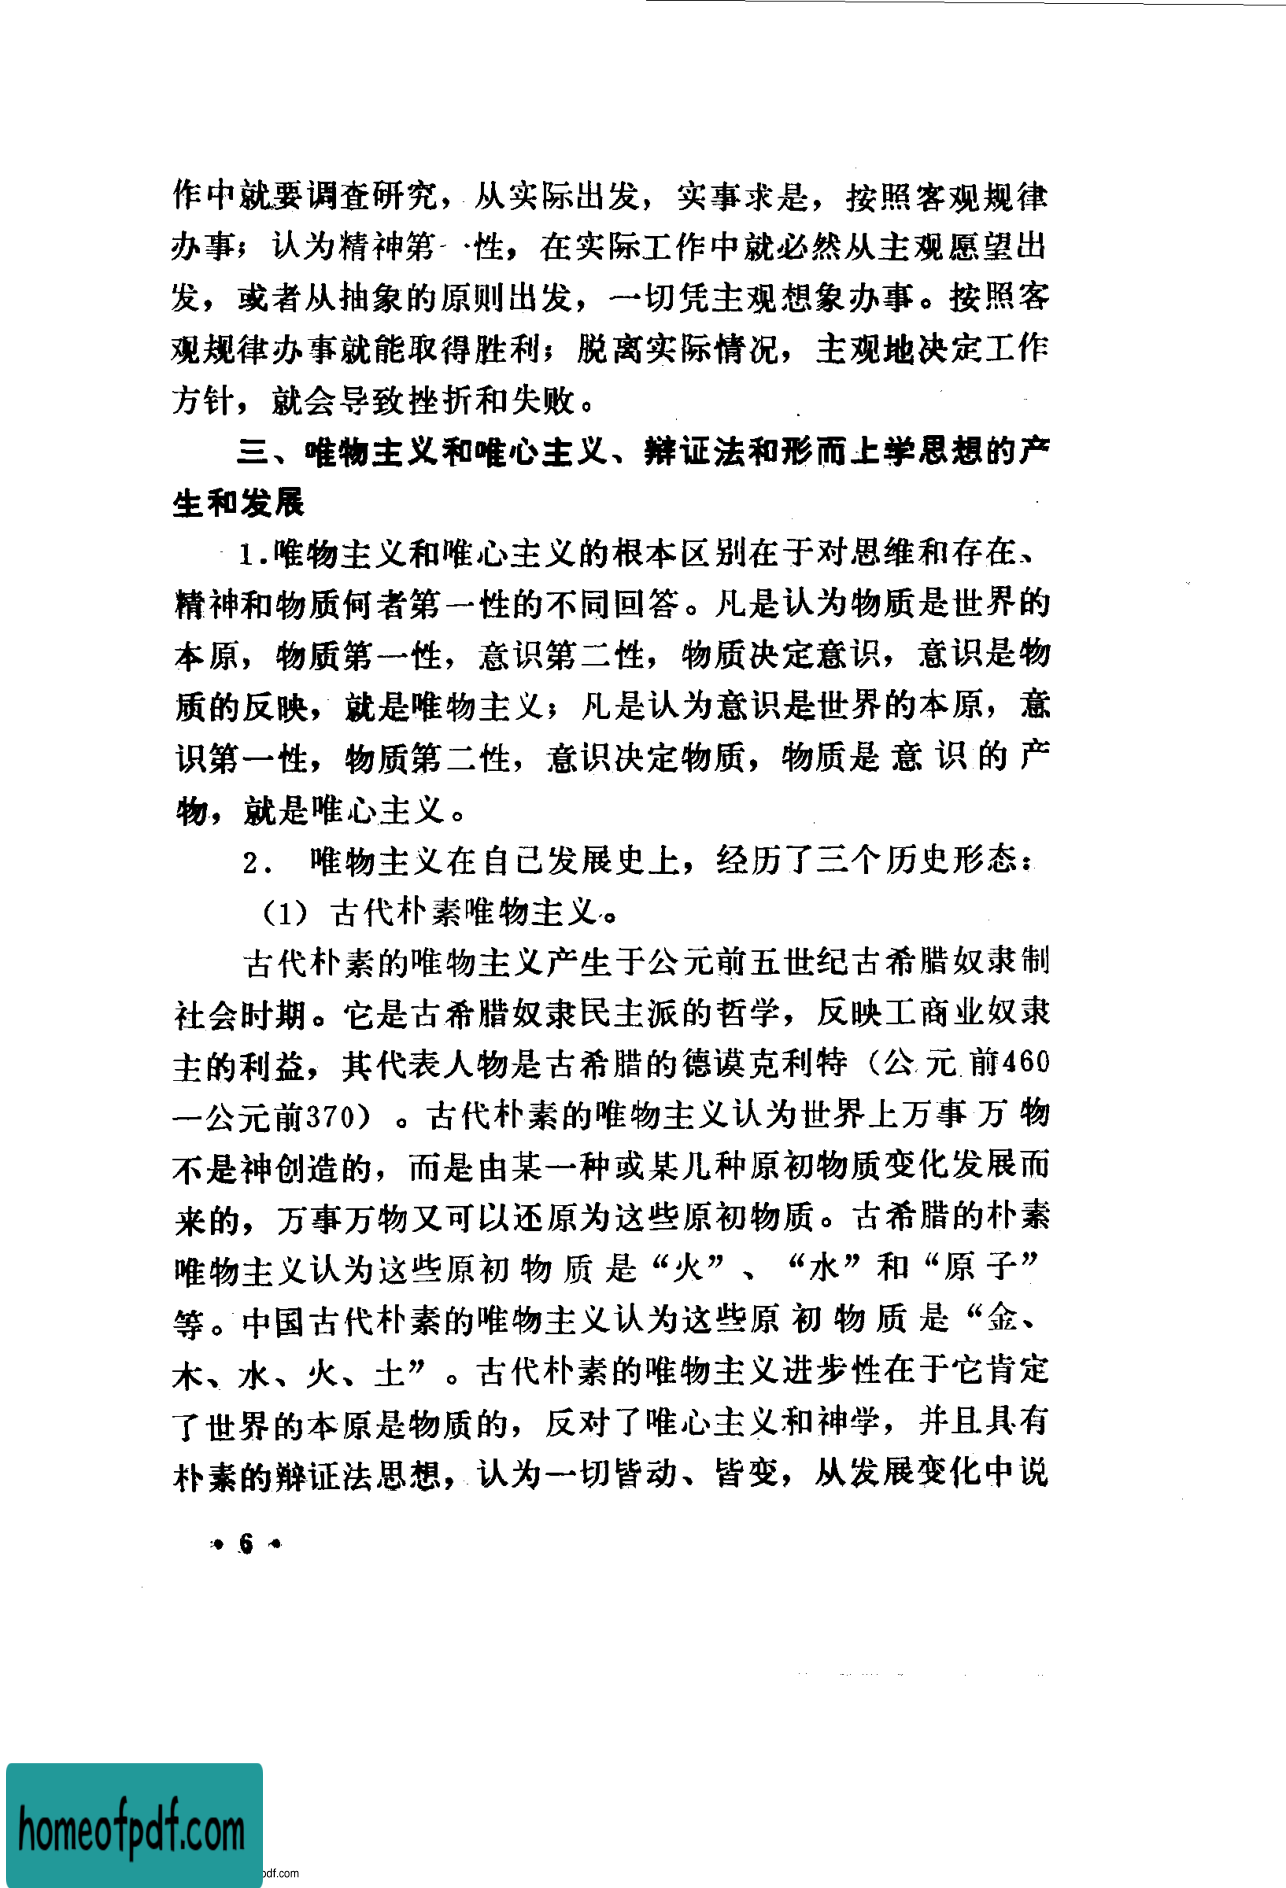 作中就要调查研究，从实际出发，实事求是，按照客观规律
办事；认为精神第一性，在实际工作中就必然从主观愿望出
发，或者从抽象的原则出发，一切凭主观想象办事。按照客
观规律办事就能取得胜利；脱离实际情况，主观地决定工作
方针，就会导致挫折和失败。
三、唯物主义和唯心主义、辩证法和形而上学思想的产
生和发展
1.唯物主义和唯心主义的根本区别在于对思维和存在、
精神和物质何者第一性的不同回答。凡是认为物质是世界的
本原，物质第一性，意识第二性，物质决定意识，意识是物
质的反映，就是唯物主义；凡是认为意识是世界的本原，意
识第一性，物质第二性，意识决定物质，物质是意识的产
物，就是唯心主义。
2． 唯物主义在自己发展史上，经历了三个历史形态：
（1）古代朴素唯物主义。
古代朴素的唯物主义产生于公元前五世纪古希腊奴隶制
社会时期。它是古希腊奴隶民主派的哲学，反映工商业奴隶
主的利益，其代表人物是古希腊的德谟克利特（公元前460
—公元前370）。古代朴素的唯物主义认为世界上万事万物
不是神创造的，而是由某一种或某几种原初物质变化发展而
来的，万事万物又可以还原为这些原初物质。古希腊的朴素
唯物主义认为这些原初物质是“火”、“水”和“原子”
等。中国古代朴素的唯物主义认为这些原初物质是“金、
木、水、火、土”。古代朴素的唯物主义进步性在于它肯定
了世界的本原是物质的，反对了唯心主义和神学，并且具有
朴素的辩证法思想，认为一切皆动、皆变，从发展变化中说
• 6 •
homeofpdf.com
pdf.com